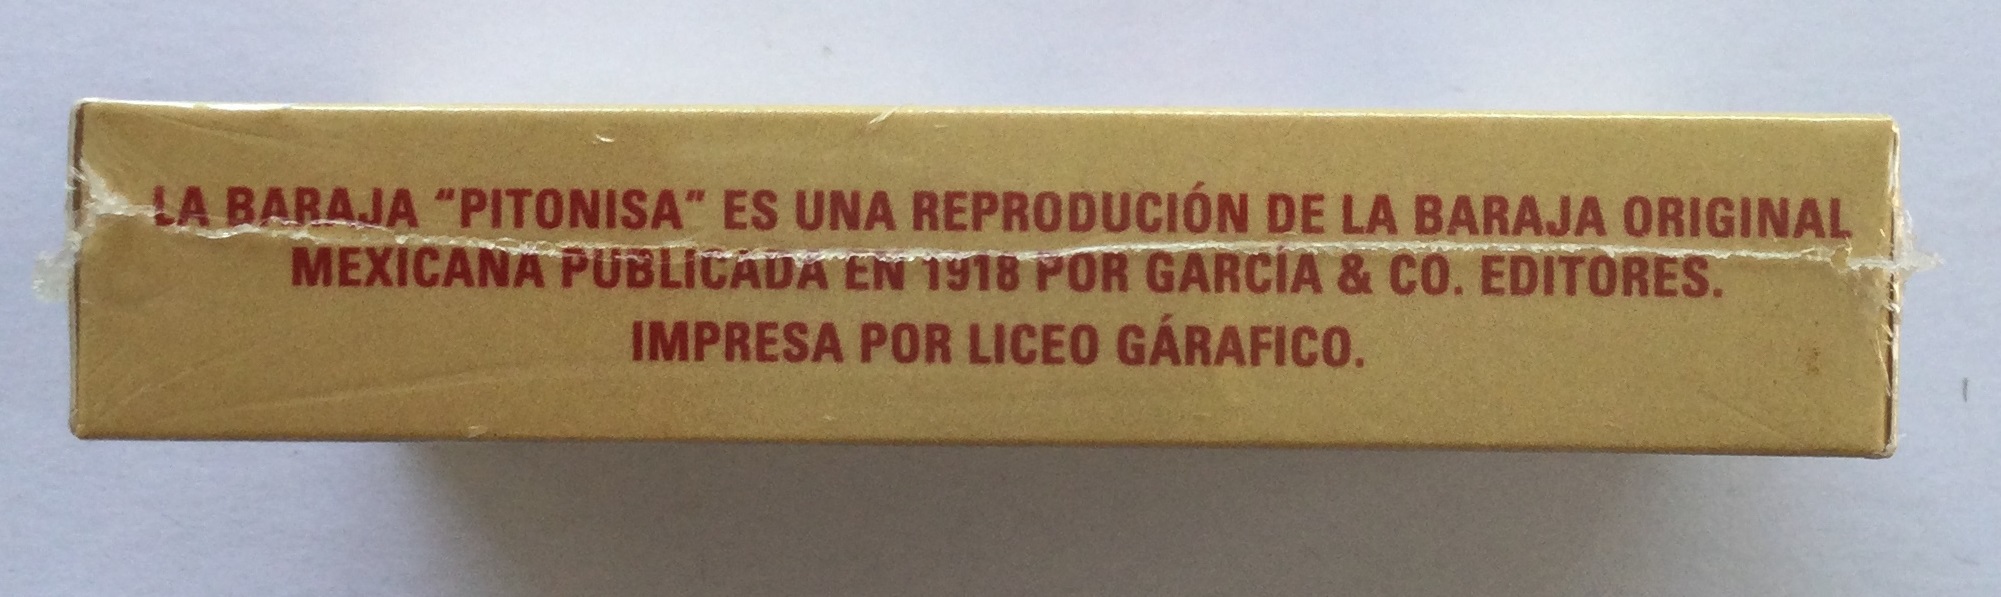 LA BARAJA “PITONISA” ES UNA REPRODUCIÓN DE LA BARAJA ORIGINAL
MEXICANA PUBLICADA EN 1918 POR GARCÍA & CO. EDITORES.
IMPRESA POR LICEO GÁRAFICO.